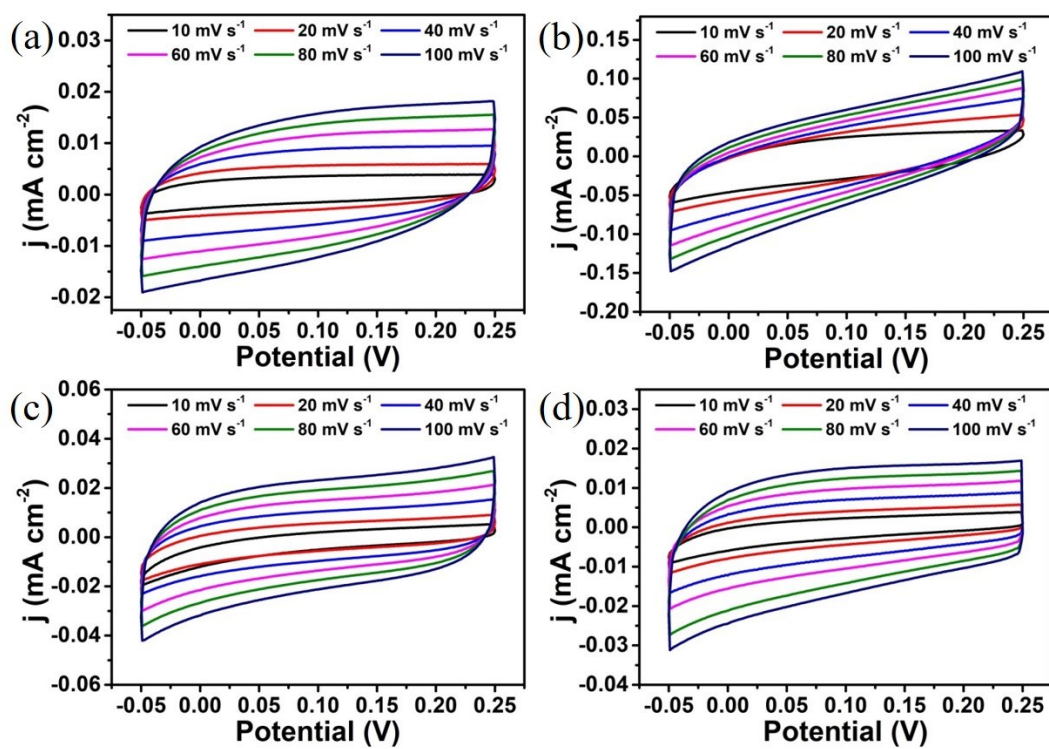 (a)
10 mV s⁻¹ 20 mV s⁻¹ 40 mV s⁻¹
60 mV s⁻¹ 80 mV s⁻¹ 100 mV s⁻¹
0.03
0.02
0.01
0.00
-0.01
-0.02
j (mA cm⁻²)
-0.05 0.00 0.05 0.10 0.15 0.20 0.25
Potential (V)
(b)
10 mV s⁻¹ 20 mV s⁻¹ 40 mV s⁻¹
60 mV s⁻¹ 80 mV s⁻¹ 100 mV s⁻¹
0.15
0.10
0.05
0.00
-0.05
-0.10
-0.15
-0.20
j (mA cm⁻²)
-0.05 0.00 0.05 0.10 0.15 0.20 0.25
Potential (V)
(c)
10 mV s⁻¹ 20 mV s⁻¹ 40 mV s⁻¹
60 mV s⁻¹ 80 mV s⁻¹ 100 mV s⁻¹
0.06
0.04
0.02
0.00
-0.02
-0.04
-0.06
j (mA cm⁻²)
-0.05 0.00 0.05 0.10 0.15 0.20 0.25
Potential (V)
(d)
10 mV s⁻¹ 20 mV s⁻¹ 40 mV s⁻¹
60 mV s⁻¹ 80 mV s⁻¹ 100 mV s⁻¹
0.03
0.02
0.01
0.00
-0.01
-0.02
-0.03
-0.04
j (mA cm⁻²)
-0.05 0.00 0.05 0.10 0.15 0.20 0.25
Potential (V)